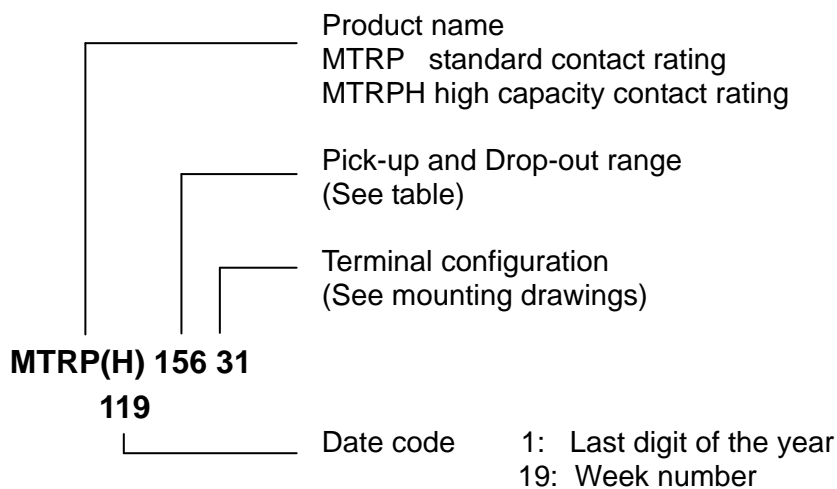 Product name
MTRP standard contact rating
MTRPH high capacity contact rating
Pick-up and Drop-out range
(See table)
Terminal configuration
(See mounting drawings)
MTRP(H) 156 31
119
Date code 1: Last digit of the year
19: Week number